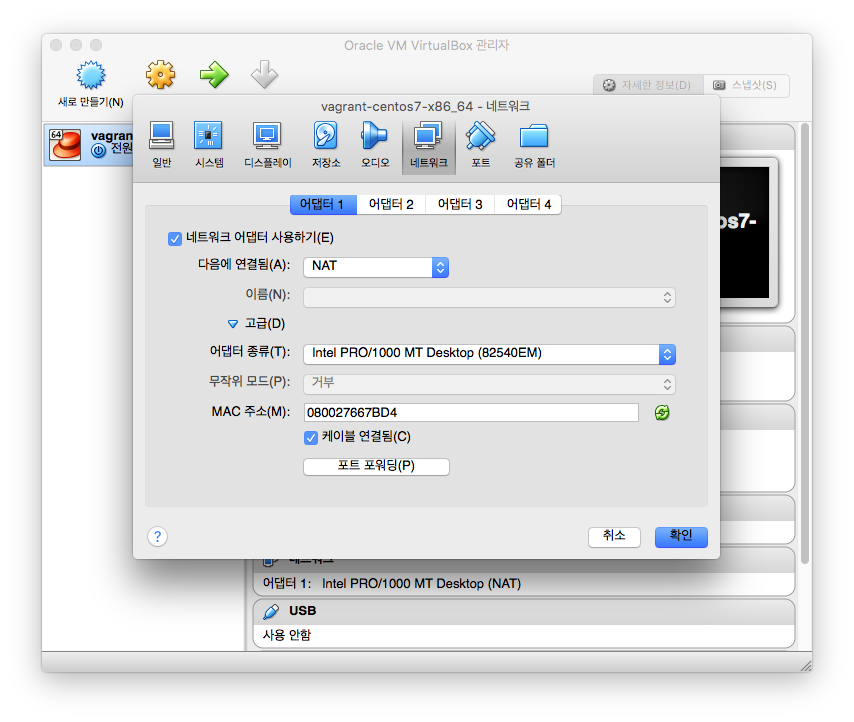 Oracle VM VirtualBox 관리자
새로 만들기(N)
자세한 정보(D)
스냅샷(S)
64
vagran
전원
vagrant-centos7-x86_64 - 네트워크
일반
시스템
디스플레이
저장소
오디오
네트워크
포트
공유 폴더
어댑터 1
어댑터 2
어댑터 3
어댑터 4
os7-
네트워크 어댑터 사용하기(E)
다음에 연결됨(A):
NAT
이름(N):
고급(D)
어댑터 종류(T):
Intel PRO/1000 MT Desktop (82540EM)
무작위 모드(P):
거부
MAC 주소(M):
080027667BD4
케이블 연결됨(C)
포트 포워딩(P)
?
취소
확인
네트워크
어댑터 1: Intel PRO/1000 MT Desktop (NAT)
USB
사용 안함